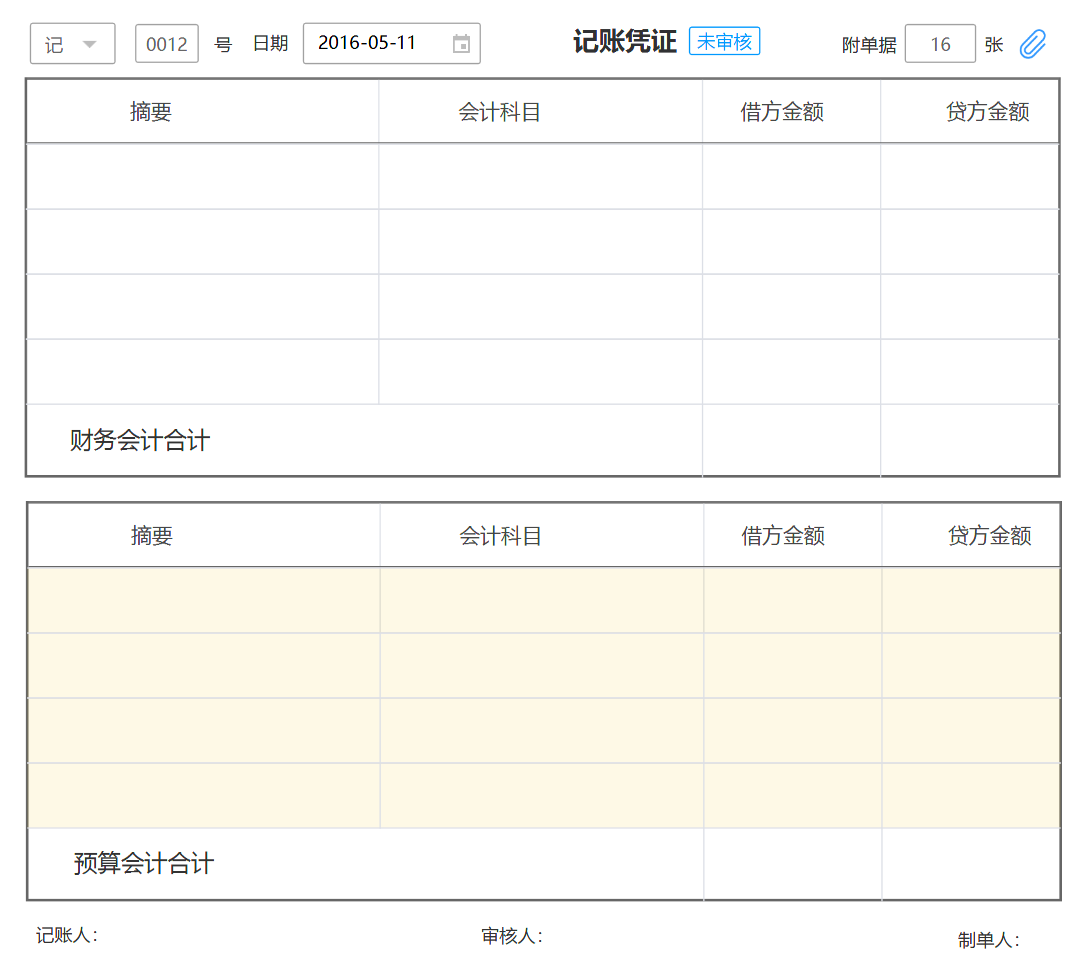 记 0012 号 日期 2016-05-11 记账凭证 未审核 附单据 16 张
摘要 会计科目 借方金额 贷方金额
财务会计合计
摘要 会计科目 借方金额 贷方金额
预算会计合计
记账人： 审核人： 制单人：